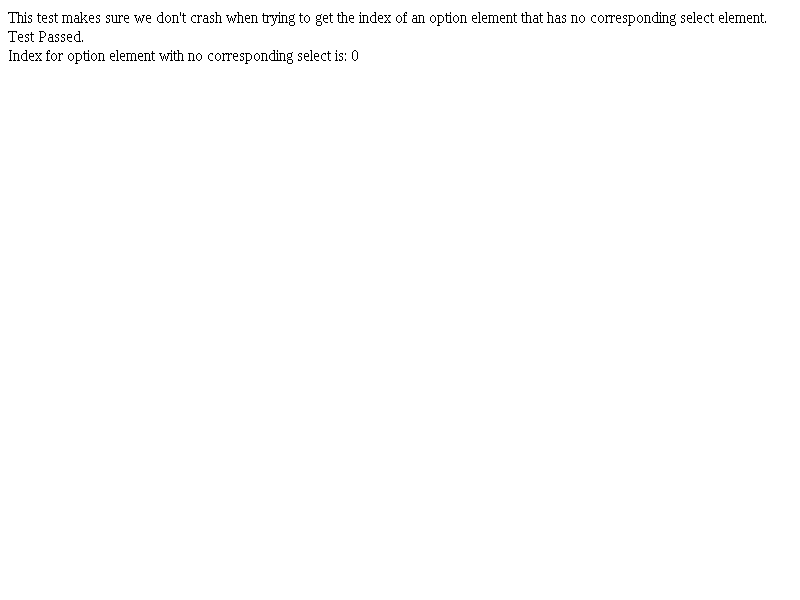 This test makes sure we don't crash when trying to get the index of an option element that has no corresponding select element.
Test Passed.
Index for option element with no corresponding select is: 0